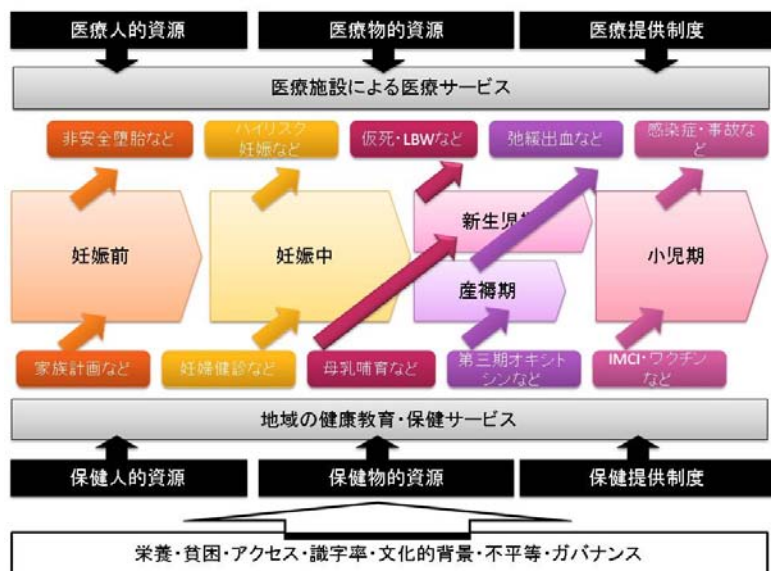 医療人的資源
医療物的資源
医療提供制度
医療施設による医療サービス
非安全堕胎など
ハイリスク
妊娠など
仮死・LBWなど
弛緩出血など
感染症・事故な
ど
妊娠前
妊娠中
新生児期
産褥期
小児期
家族計画など
妊婦健診など
母乳哺育など
第三期オキシト
シンなど
IMCI・ワクチン
など
地域の健康教育・保健サービス
保健人的資源
保健物的資源
保健提供制度
栄養・貧困・アクセス・識字率・文化的背景・不平等・ガバナンス